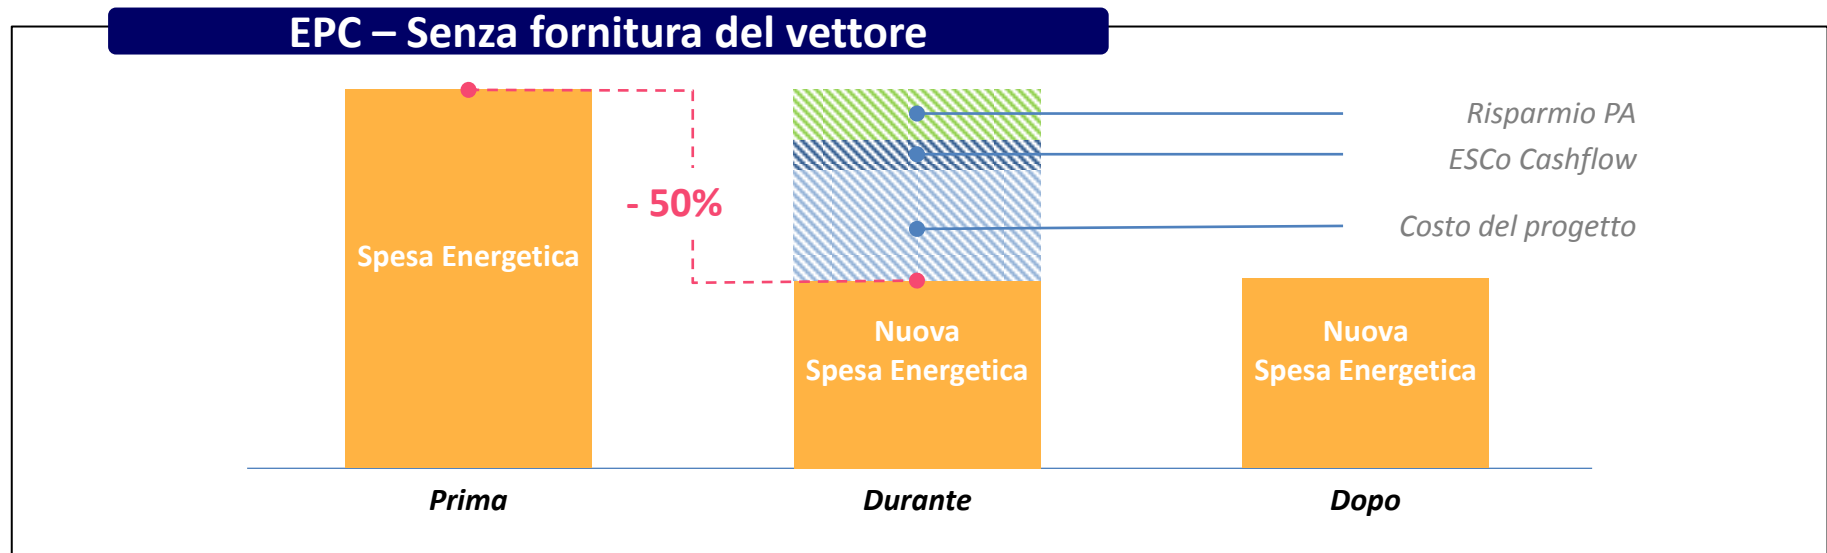 EPC – Senza fornitura del vettore
Risparmio PA
ESCo Cashflow
- 50%
Costo del progetto
Spesa Energetica
Nuova
Spesa Energetica
Nuova
Spesa Energetica
Prima
Durante
Dopo